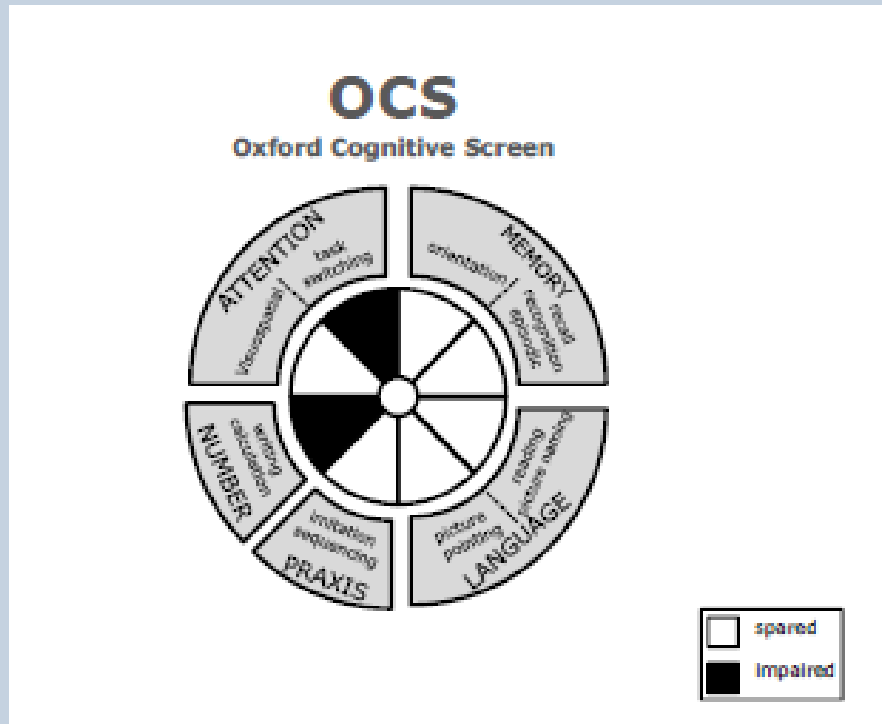 OCS
Oxford Cognitive Screen
ATTENTION
task
switching
Visuospatial
MEMORY
orientation
recall
recognition
episodic
NUMBER
writing
calculation
PRAXIS
imitation
sequencing
LANGUAGE
picture
pointing
reading
picture naming
spared
impaired